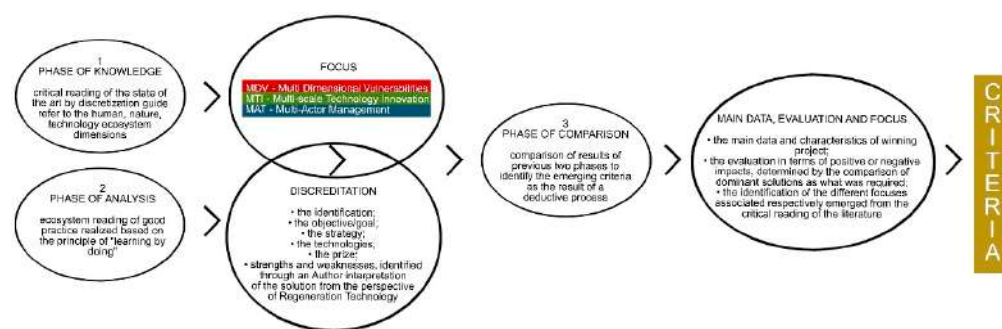 1
PHASE OF KNOWLEDGE
critical reading of the state of the
art by discretization guide
refer to the human, nature,
technology ecosystem
dimensions
2
PHASE OF ANALYSIS
ecosystem reading of good
practice realized based on
the principle of "learning by
doing"
FOCUS
MDV - Multi Dimensional Vulnerabilities
MTI - Multi-scale Technology Innovation
MAT - Multi-Actor Management
DISCREDITATION
• the identification;
• the objective/goal;
• the strategy;
• the technologies;
• the prize;
• strengths and weaknesses, identified
through an Author interpretation
of the solution from the perspective
of Regeneration Technology
3
PHASE OF COMPARISON
comparison of results of
previous two phases to
identify the emerging criteria
as the result of a
deductive process
MAIN DATA, EVALUATION AND FOCUS
• the main data and characteristics of winning
project;
• the evaluation in terms of positive or negative
impacts, determined by the comparison of
dominant solutions as what was required;
• the identification of the different focuses
associated respectively emerged from the
critical reading of the literature
CRITERIA